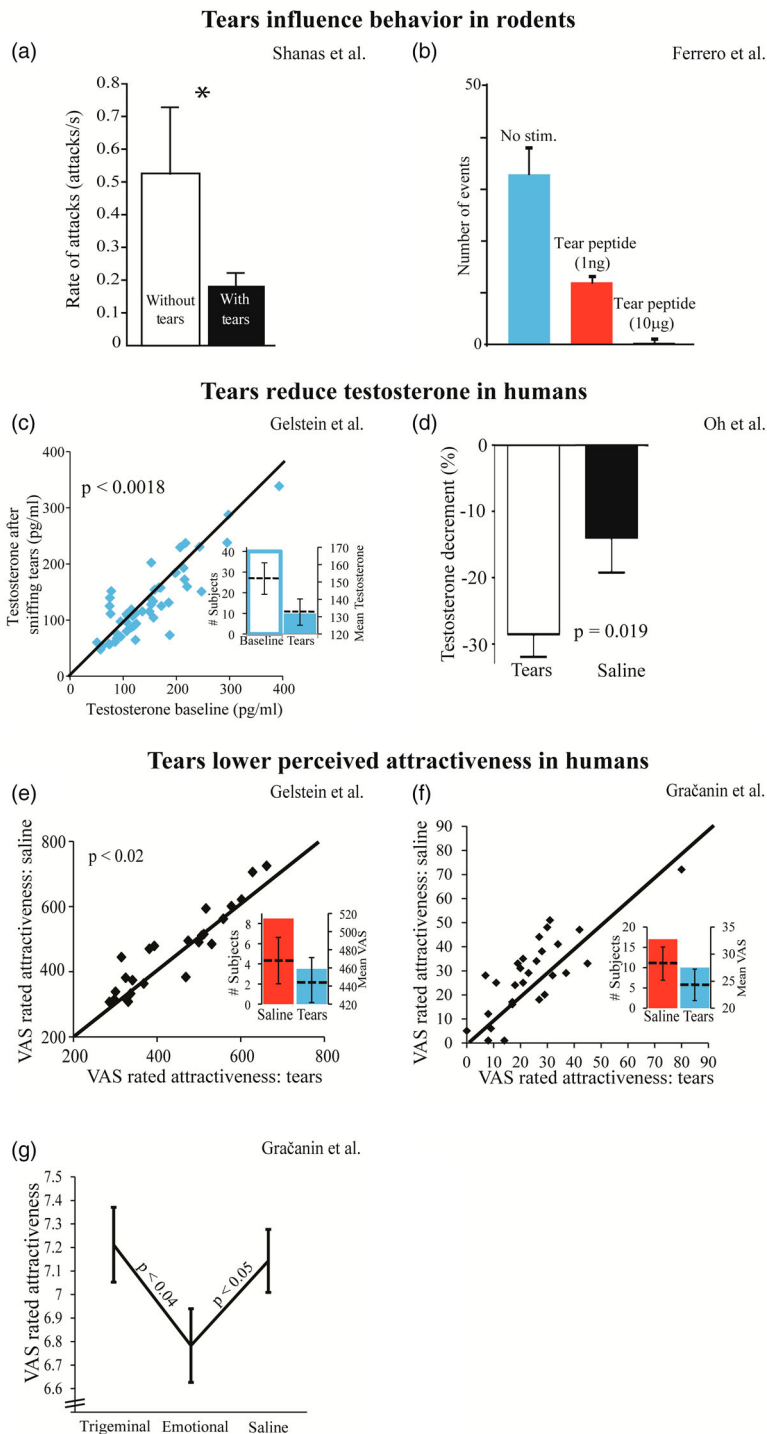 Tears influence behavior in rodents
(a)
Shanas et al.
Rate of attacks (attacks/s)
0.8
0.7
0.6
0.5
0.4
0.3
0.2
0.1
0
*
Without
tears
With
tears
(b)
Ferrero et al.
Number of events
50
0
No stim.
Tear peptide
(1ng)
Tear peptide
(10μg)
Tears reduce testosterone in humans
(c)
Gelstein et al.
Testosterone after
sniffing tears (pg/ml)
400
300
200
100
0
p < 0.0018
0
100
200
300
400
Testosterone baseline (pg/ml)
# Subjects
40
30
20
10
0
Baseline
Tears
170
160
150
140
130
120
Mean Testosterone
(d)
Oh et al.
Testosterone decrement (%)
0
-10
-20
-30
p = 0.019
Tears
Saline
Tears lower perceived attractiveness in humans
(e)
Gelstein et al.
VAS rated attractiveness: saline
800
600
400
200
p < 0.02
200
400
600
800
VAS rated attractiveness: tears
# Subjects
8
6
4
2
0
Saline
Tears
520
500
480
460
440
420
Mean VAS
(f)
Gračanin et al.
VAS rated attractiveness: saline
90
80
70
60
50
40
30
20
10
0
0
10
20
30
40
50
60
70
80
90
VAS rated attractiveness: tears
# Subjects
20
15
10
5
0
Saline
Tears
35
30
25
20
Mean VAS
(g)
Gračanin et al.
VAS rated attractiveness
7.5
7.4
7.3
7.2
7.1
7
6.9
6.8
6.7
6.6
p < 0.04
p < 0.05
Trigeminal
Emotional
Saline